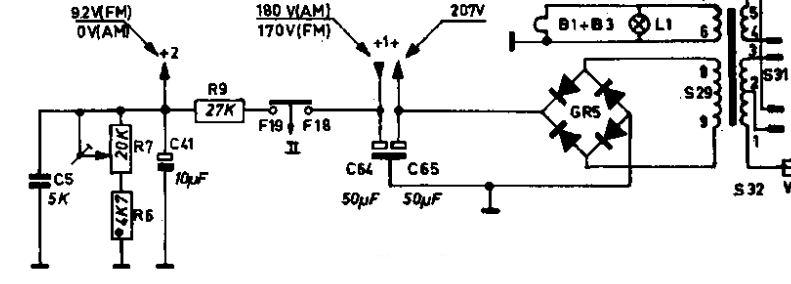 9.2V(FM)
0V(AM)
180 V(AM)
170V(FM)
207V
B1+B3
L1
6
5
4
+2
+1+
3
S31
R9
27K
F19
F18
II
GR5
S29
8
9
2
1
20K
R7
C41
10µF
C5
5K
4K7
R6
C64
C65
50µF
50µF
S32
V